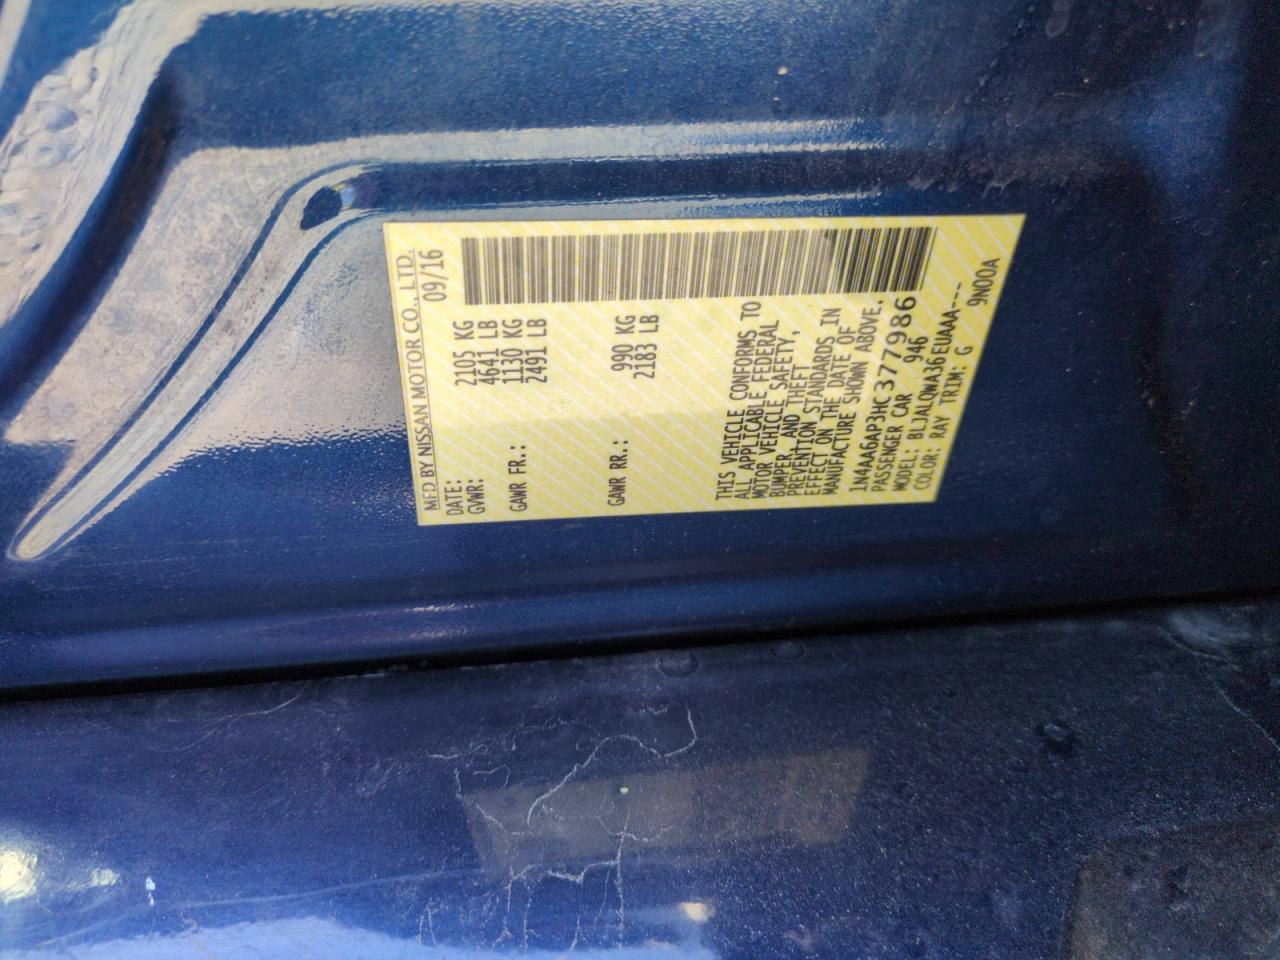 MFD BY NISSAN MOTOR CO., LTD.
DATE: 09/16
GVWR: 2105 KG
4641 LB
GAWR FR.: 1130 KG
2491 LB
GAWR RR.: 990 KG
2183 LB
THIS VEHICLE CONFORMS TO
ALL APPLICABLE FEDERAL
MOTOR VEHICLE SAFETY,
BUMPER AND THEFT
PREVENTION STANDARDS IN
EFFECT ON THE DATE OF
MANUFACTURE SHOWN ABOVE.
1N4AA6AP3HC377986
PASSENGER CAR 946
MODEL: BLJALQWA36EUAAA---
COLOR: RAY TRIM: G 9N00A